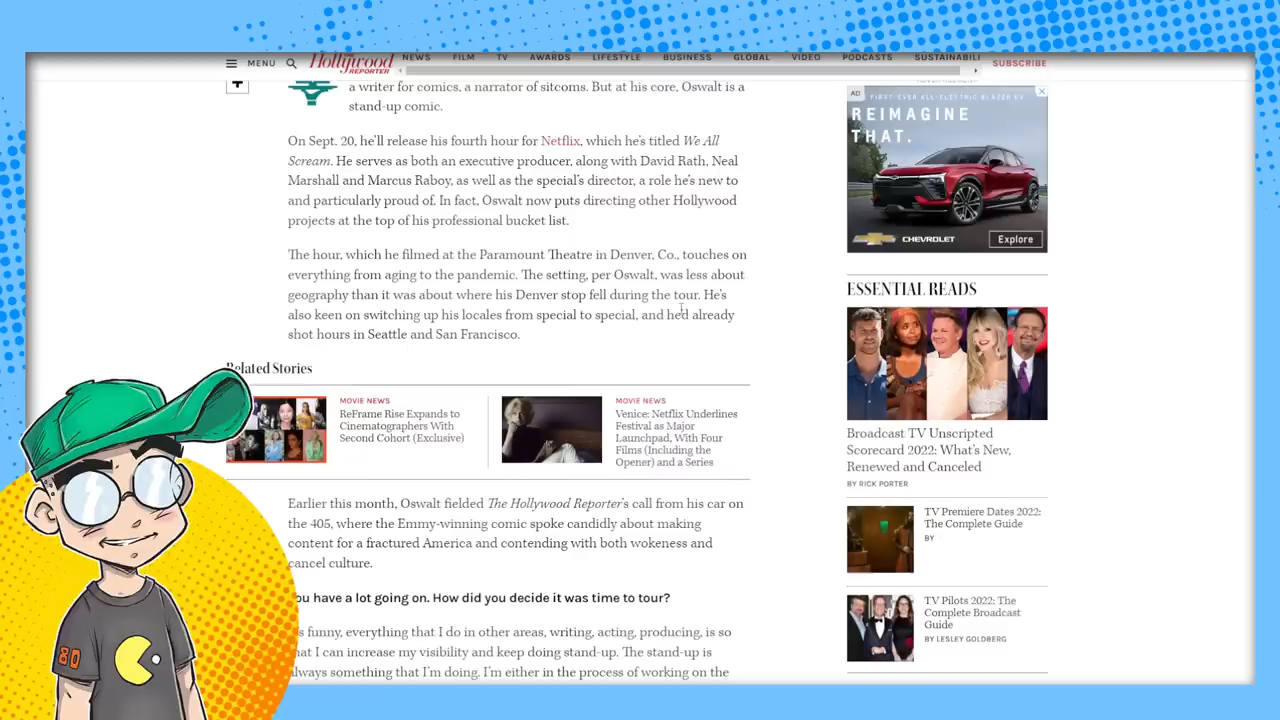 MENU
Hollywood
REPORTER
NEWS FILM TV AWARDS LIFESTYLE BUSINESS GLOBAL VIDEO PODCASTS SUSTAINABILI
SUBSCRIBE
a writer for comics, a narrator of sitcoms. But at his core, Oswalt is a
stand-up comic.
On Sept. 20, he'll release his fourth hour for Netflix, which he's titled We All
Scream. He serves as both an executive producer, along with David Rath, Neal
Marshall and Marcus Raboy, as well as the special's director, a role he's new to
and particularly proud of. In fact, Oswalt now puts directing other Hollywood
projects at the top of his professional bucket list.
The hour, which he filmed at the Paramount Theatre in Denver, Co., touches on
everything from aging to the pandemic. The setting, per Oswalt, was less about
geography than it was about where his Denver stop fell during the tour. He's
also keen on switching up his locales from special to special, and he'd already
shot hours in Seattle and San Francisco.
Related Stories
MOVIE NEWS
ReFrame Rise Expands to
Cinematographers With
Second Cohort (Exclusive)
MOVIE NEWS
Venice: Netflix Underlines
Festival as Major
Launchpad, With Four
Films (Including the
Opener) and a Series
Earlier this month, Oswalt fielded The Hollywood Reporter's call from his car on
the 405, where the Emmy-winning comic spoke candidly about making
content for a fractured America and contending with both wokeness and
cancel culture.
ou have a lot going on. How did you decide it was time to tour?
s funny, everything that I do in other areas, writing, acting, producing, is so
at I can increase my visibility and keep doing stand-up. The stand-up is
always something that I'm doing. I'm either in the process of working on the
AD
FIRST-EVER ALL-ELECTRIC BLAZER EV
REIMAGINE
THAT.
CHEVROLET
Explore
ESSENTIAL READS
Broadcast TV Unscripted
Scorecard 2022: What's New,
Renewed and Canceled
BY RICK PORTER
TV Premiere Dates 2022:
The Complete Guide
BY
TV Pilots 2022: The
Complete Broadcast
Guide
BY LESLEY GOLDBERG
80